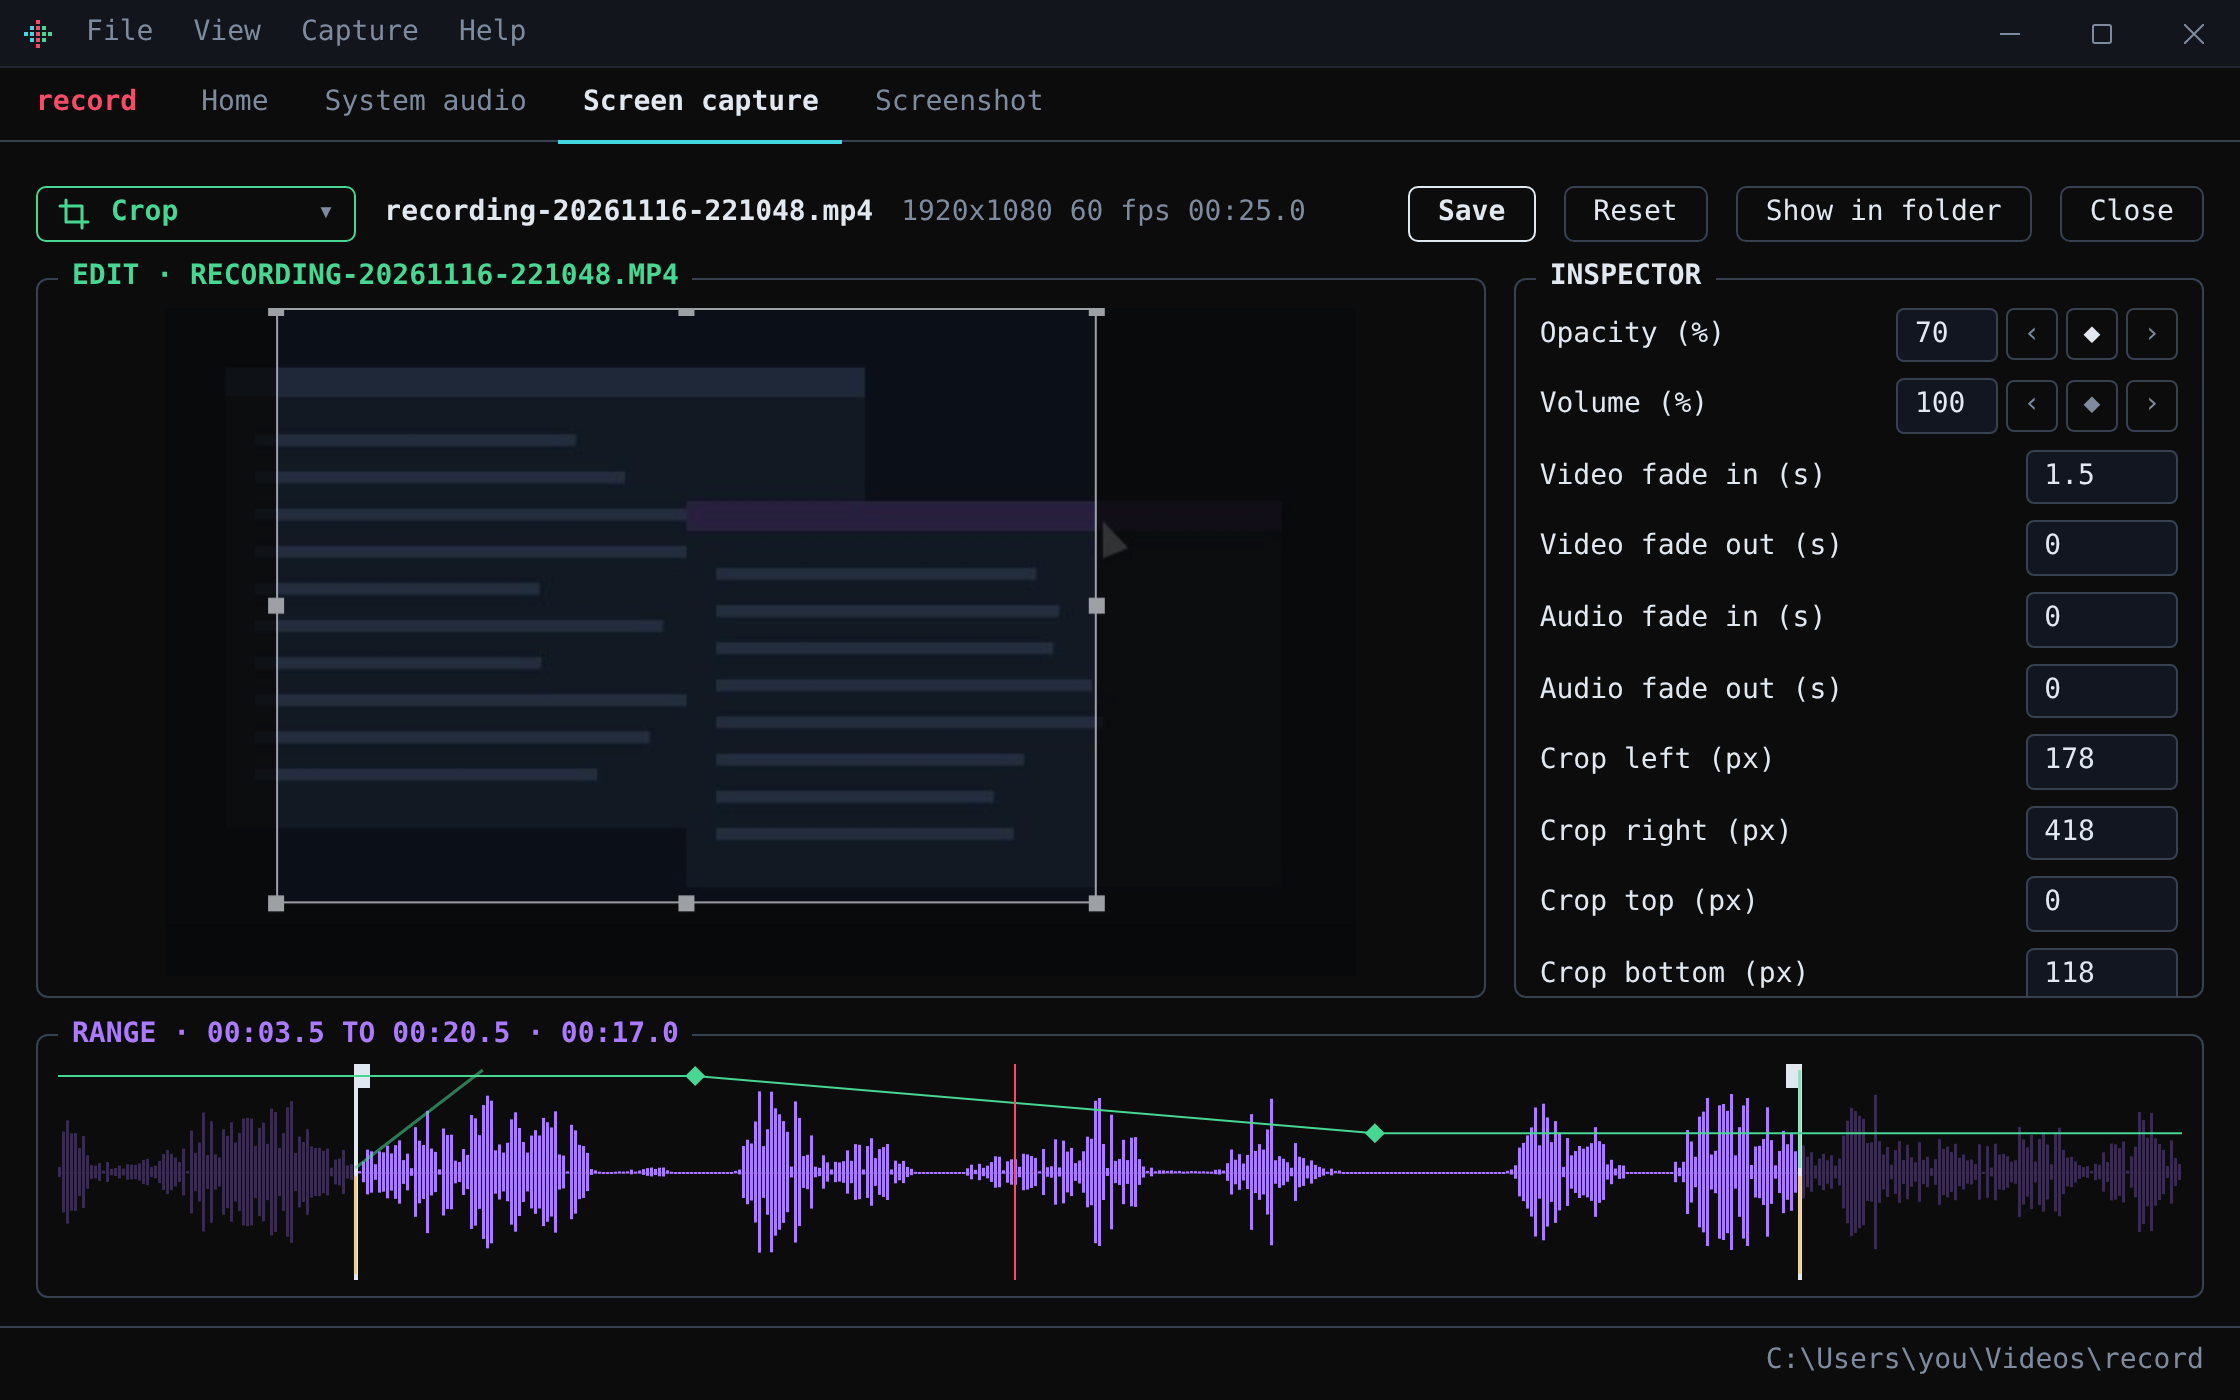 File View Capture Help
record Home System audio Screen capture Screenshot
Crop recording-20261116-221048.mp4 1920x1080 60 fps 00:25.0 Save Reset Show in folder Close
EDIT · RECORDING-20261116-221048.MP4
INSPECTOR
Opacity (%) 70
Volume (%) 100
Video fade in (s) 1.5
Video fade out (s) 0
Audio fade in (s) 0
Audio fade out (s) 0
Crop left (px) 178
Crop right (px) 418
Crop top (px) 0
Crop bottom (px) 118
RANGE · 00:03.5 TO 00:20.5 · 00:17.0
C:\Users\you\Videos\record